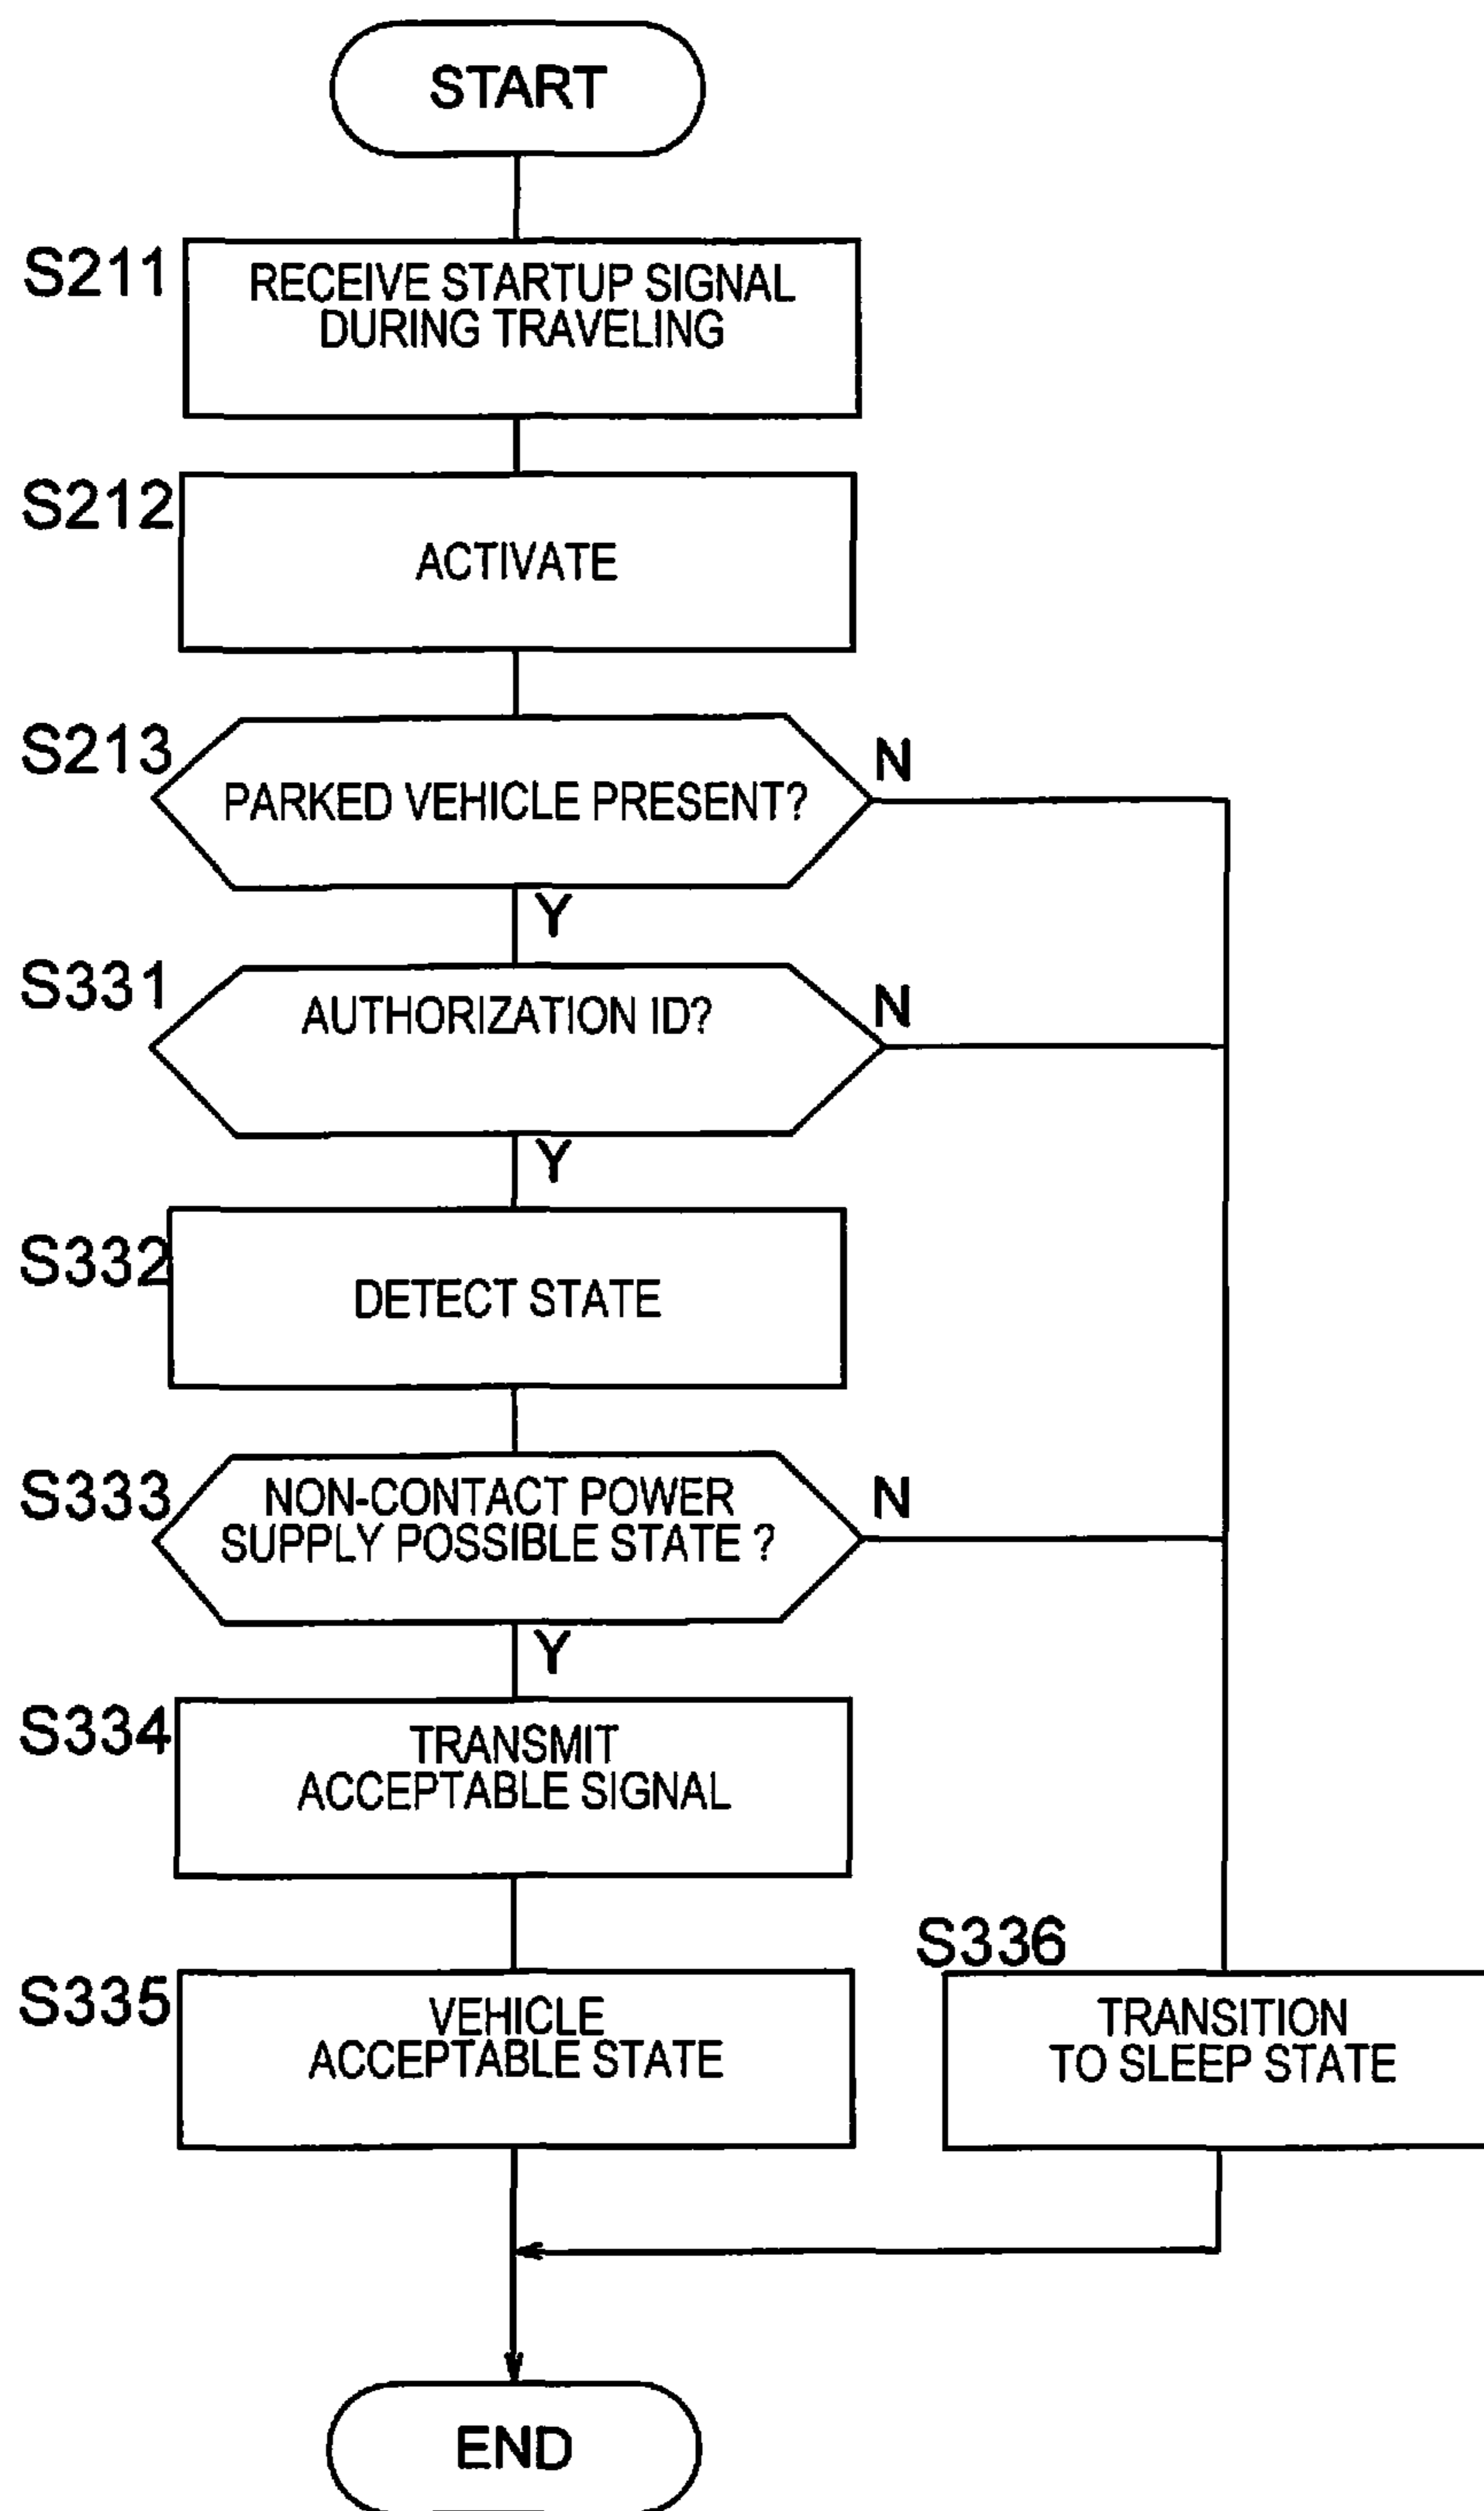 START
S211
RECEIVE STARTUP SIGNAL
DURING TRAVELING
S212
ACTIVATE
S213
PARKED VEHICLE PRESENT?
N
Y
S331
AUTHORIZATION ID?
N
Y
S332
DETECT STATE
S333
NON-CONTACT POWER
SUPPLY POSSIBLE STATE ?
N
Y
S334
TRANSMIT
ACCEPTABLE SIGNAL
S335
VEHICLE
ACCEPTABLE STATE
S336
TRANSITION
TO SLEEP STATE
END